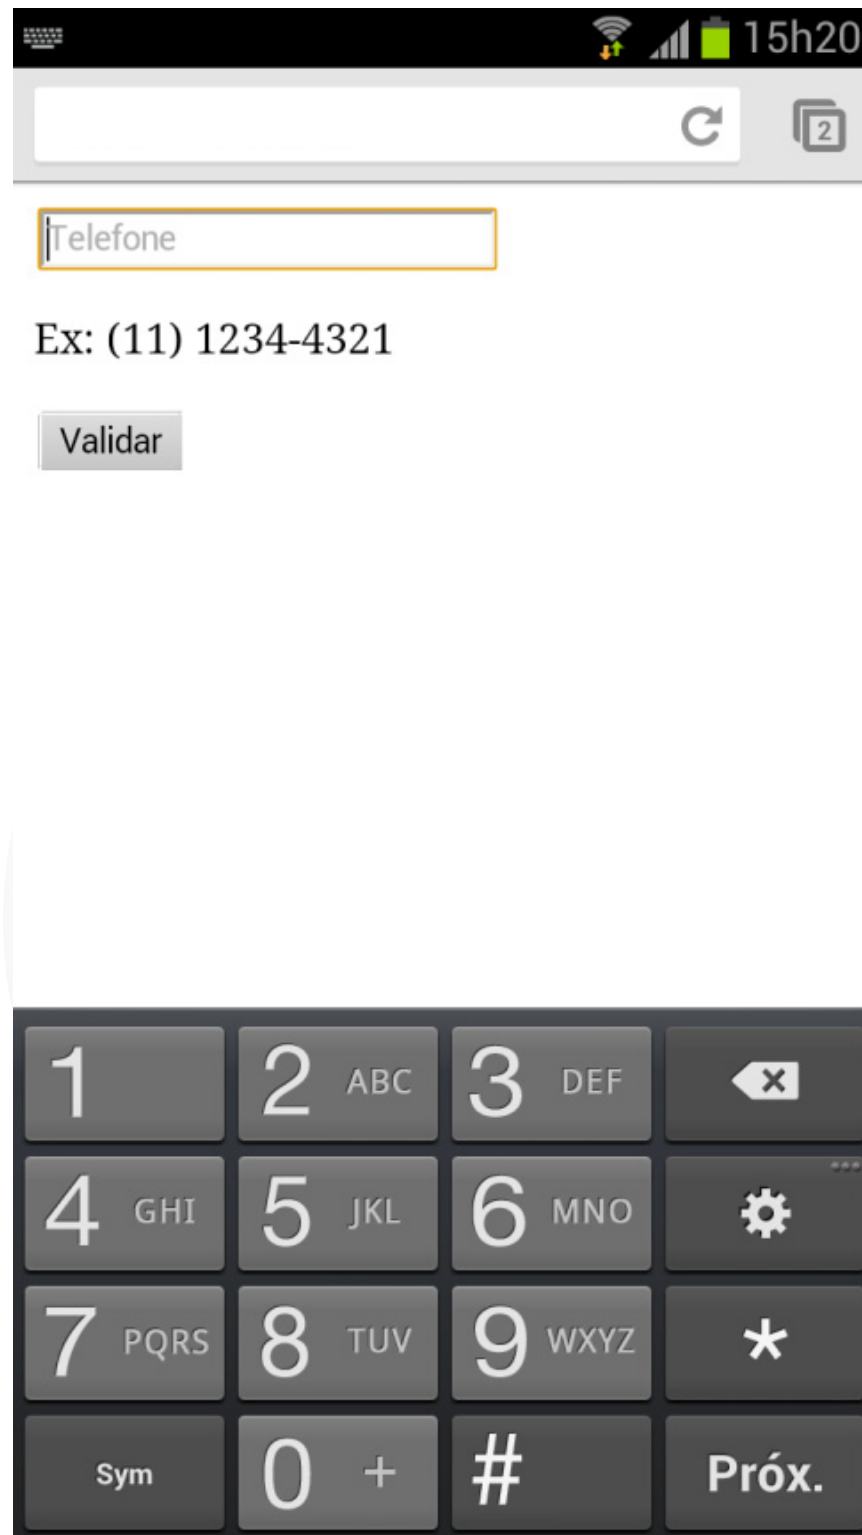 15h20
2
Telefone
Ex: (11) 1234-4321
Validar
1 2 ABC 3 DEF
4 GHI 5 JKL 6 MNO
7 PQRS 8 TUV 9 WXYZ *
Sym 0 + # Próx.